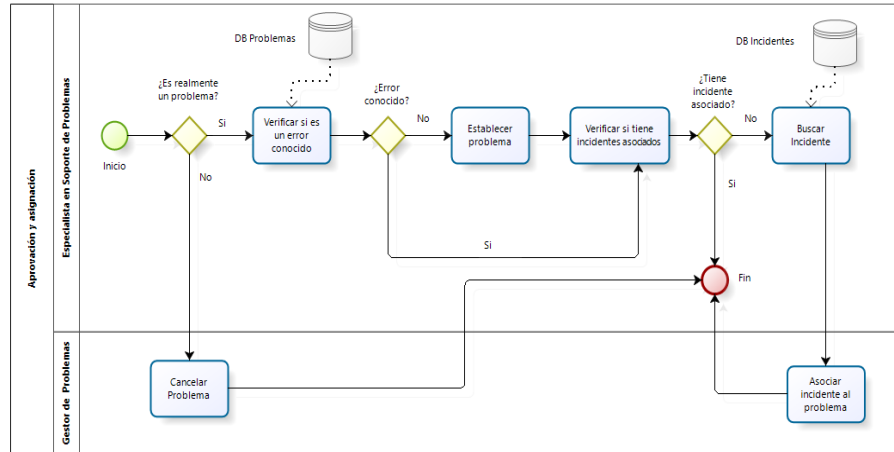 Aprovación y asignación
Especialista en Soporte de Problemas
DB Problemas
DB Incidentes
¿Es realmente
un problema?
¿Error
conocido?
¿Tiene
incidente
asociado?
Inicio
Si
Verificar si es
un error
conocido
No
Establecer
problema
Verificar si tiene
incidentes asociados
No
Buscar
Incidente
No
Si
Si
Fin
Gestor de Problemas
Cancelar
Problema
Asociar
incidente al
problema